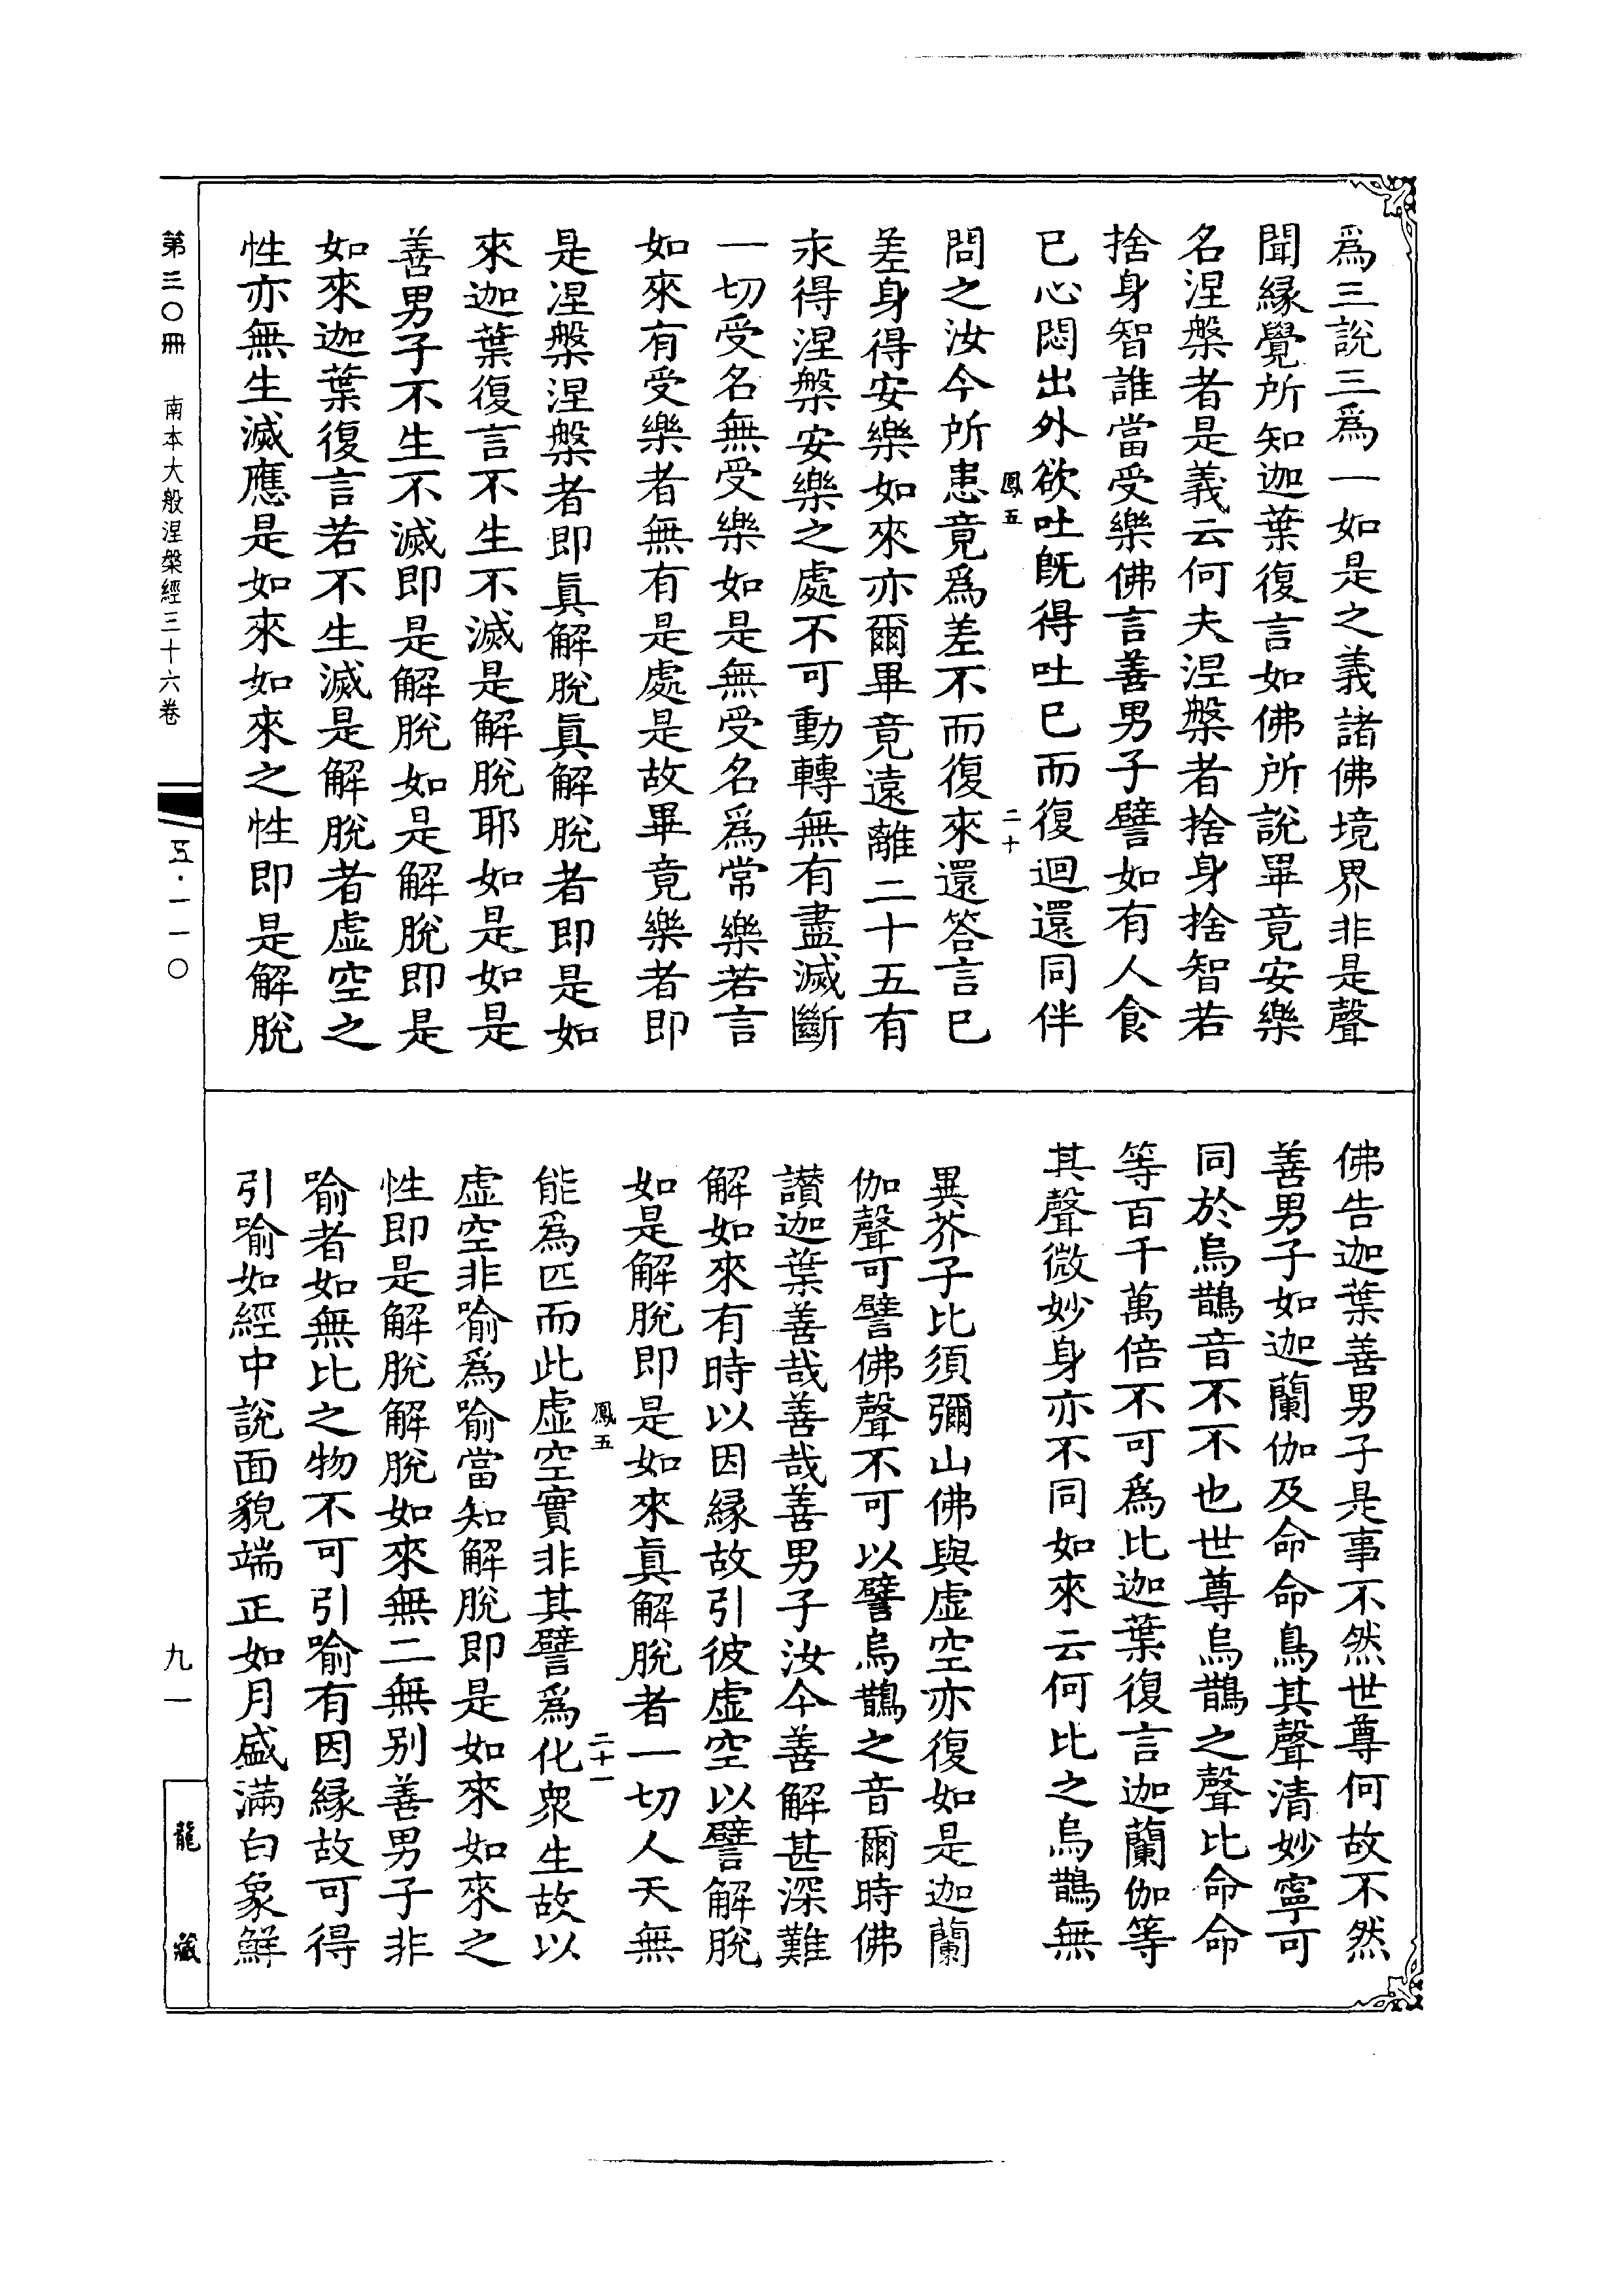 爲三說三爲一如是之義諸佛境界非是聲
聞縁覺所知迦葉復言如佛所說畢竟安樂
名涅槃者是義云何夫涅槃者捨身捨智若
捨身智誰當受樂佛言善男子譬如有人食
已心悶出外欲吐旣得吐已而復迴還同伴
鳳五 二十
問之汝今所患竟爲差不而復來還答言已
差身得安樂如來亦爾畢竟遠離二十五有
永得涅槃安樂之處不可動轉無有盡滅斷
一切受名無受樂如是無受名爲常樂若言
如來有受樂者無有是處是故畢竟樂者即
是涅槃涅槃者即眞解脫眞解脫者即是如
來迦葉復言不生不滅是解脫耶如是如是
善男子不生不滅即是解脫如是解脫即是
如來迦葉復言若不生滅是解脫者虛空之
性亦無生滅應是如來如來之性即是解脫
佛告迦葉善男子是事不然世尊何故不然
善男子如迦蘭伽及命命鳥其聲清妙寧可
同於烏鵲音不不也世尊烏鵲之聲比命命
等百千萬倍不可爲比迦葉復言迦蘭伽等
其聲微妙身亦不同如來云何比之烏鵲無
異芥子比須彌山佛與虛空亦復如是迦蘭
伽聲可譬佛聲不可以譬烏鵲之音爾時佛
讃迦葉善哉善哉善男子汝今善解甚深難
解如來有時以因縁故引彼虛空以譬解脫
如是解脫即是如來眞解脫者一切人天無
鳳五 二十一
能爲匹而此虛空實非其譬爲化衆生故以
虛空非喻爲喻當知解脫即是如來如來之
性即是解脫解脫如來無二無别善男子非
喻者如無比之物不可引喻有因縁故可得
引喻如經中說面貌端正如月盛滿白象鮮
第三〇冊 南本大般涅槃經三十六卷
五·一一〇
九一
龍藏